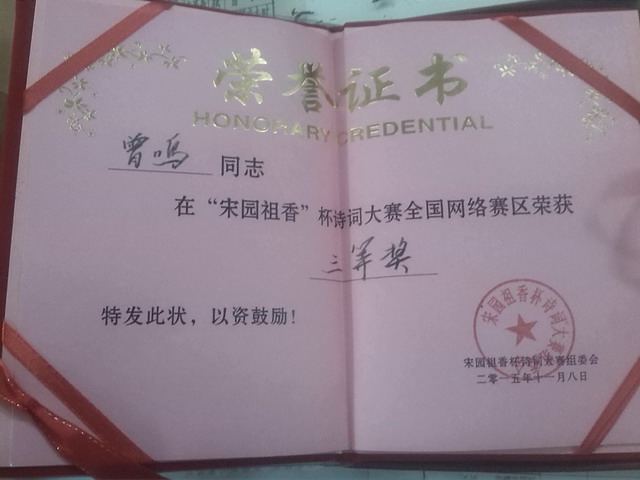 荣誉证书
HONORARY CREDENTIAL
曾鸣 同志
在“宋园祖香”杯诗词大赛全国网络赛区荣获
三等奖
特发此状，以资鼓励！
宋园祖香杯诗词大赛组委会
二零一五年十一月八日